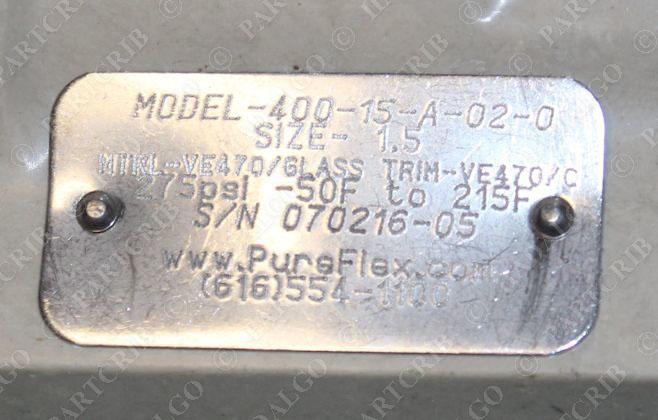 MODEL-400-15-A-02-0
SIZE- 1.5
MTRL-VE470/GLASS TRIM-VE470/C
275psi -50F to 215F
S/N 070216-05
www.PureFlex.com
(616)554-1100